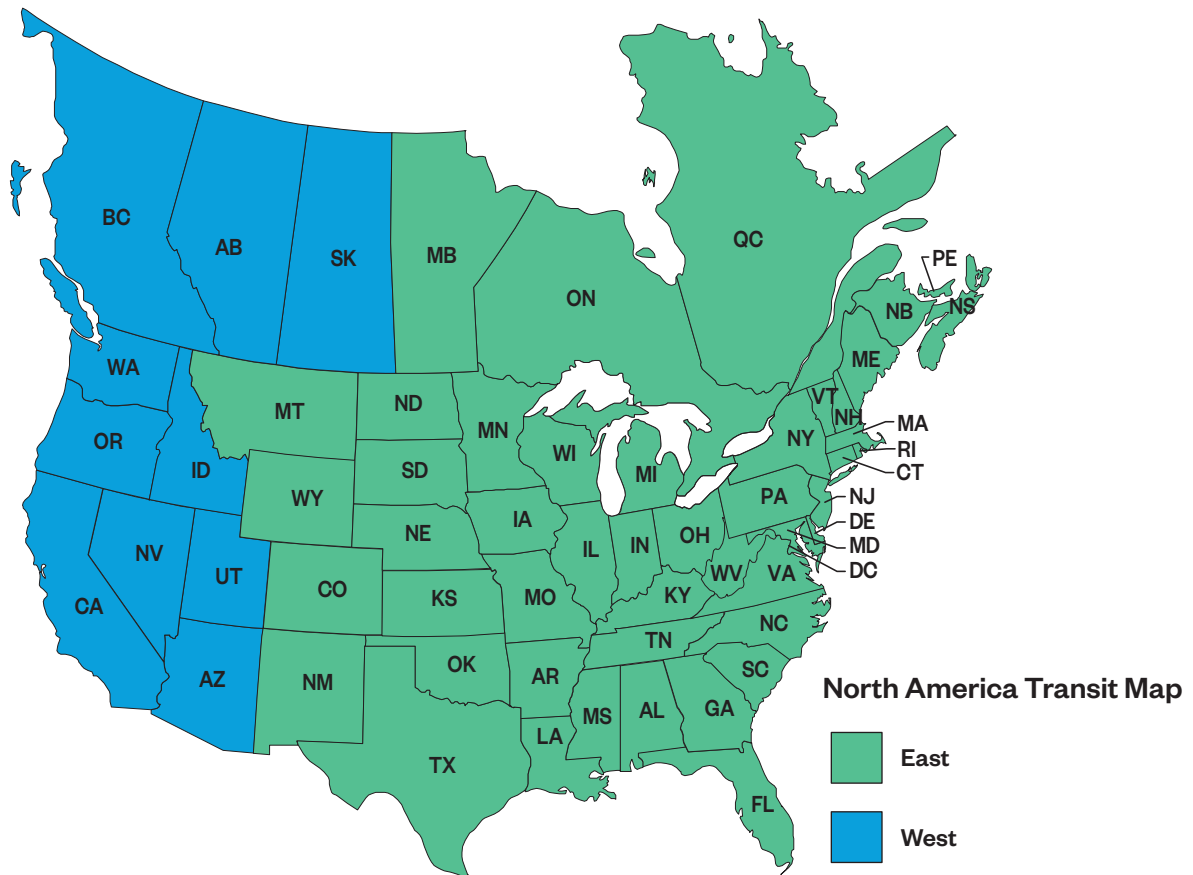 BC
AB
SK
MB
ON
QC
PE
NB
NS
ME
WA
MT
ND
MN
VT
NH
MA
OR
ID
SD
WI
MI
NY
RI
CT
WY
IA
PA
NJ
NE
DE
NV
UT
CO
IL
IN
OH
MD
DC
CA
KS
MO
WV
VA
KY
NC
TN
AZ
NM
OK
AR
SC
MS
AL
GA
LA
TX
FL
North America Transit Map
East
West